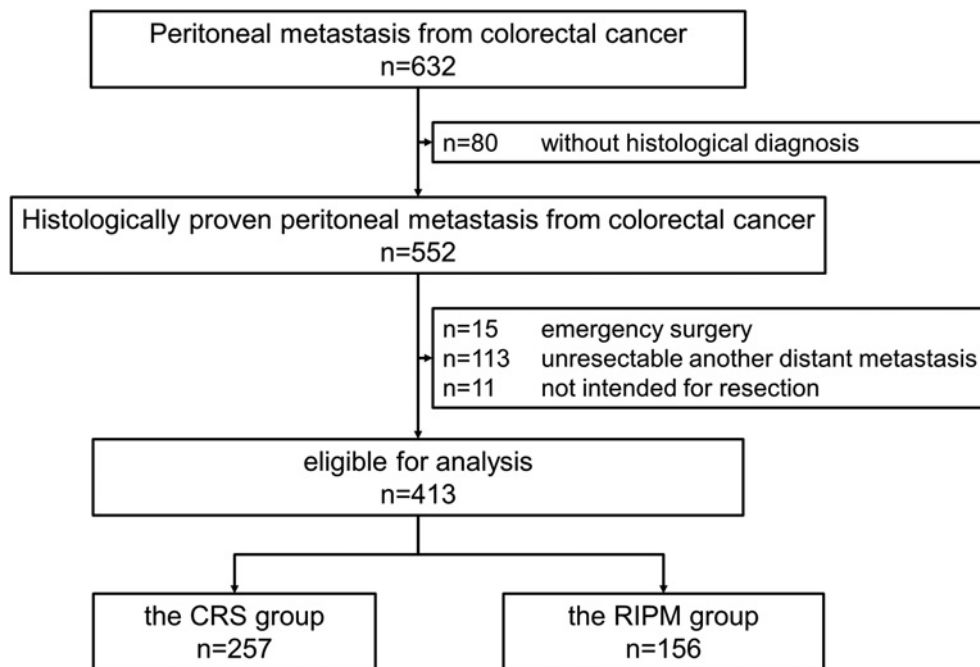 Peritoneal metastasis from colorectal cancer
n=632
n=80 without histological diagnosis
Histologically proven peritoneal metastasis from colorectal cancer
n=552
n=15 emergency surgery
n=113 unresectable another distant metastasis
n=11 not intended for resection
eligible for analysis
n=413
the CRS group
n=257
the RIPM group
n=156